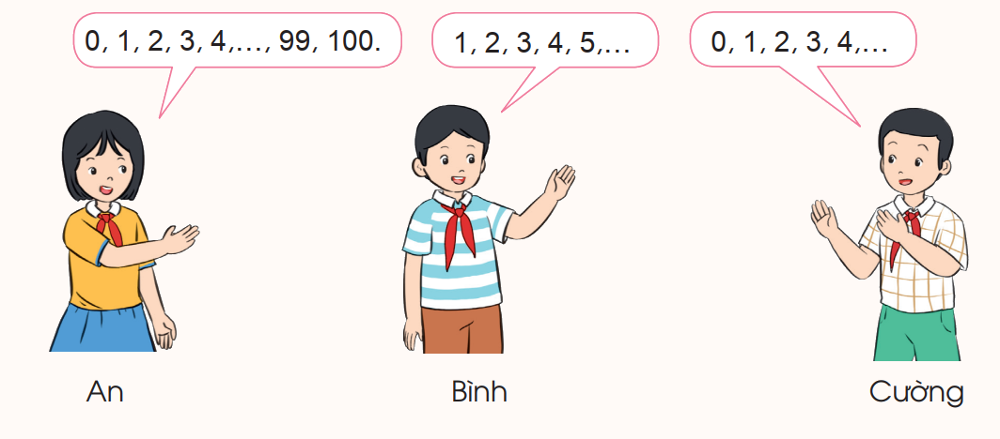 0, 1, 2, 3, 4,..., 99, 100.
1, 2, 3, 4, 5,...
0, 1, 2, 3, 4,...
An
Bình
Cường